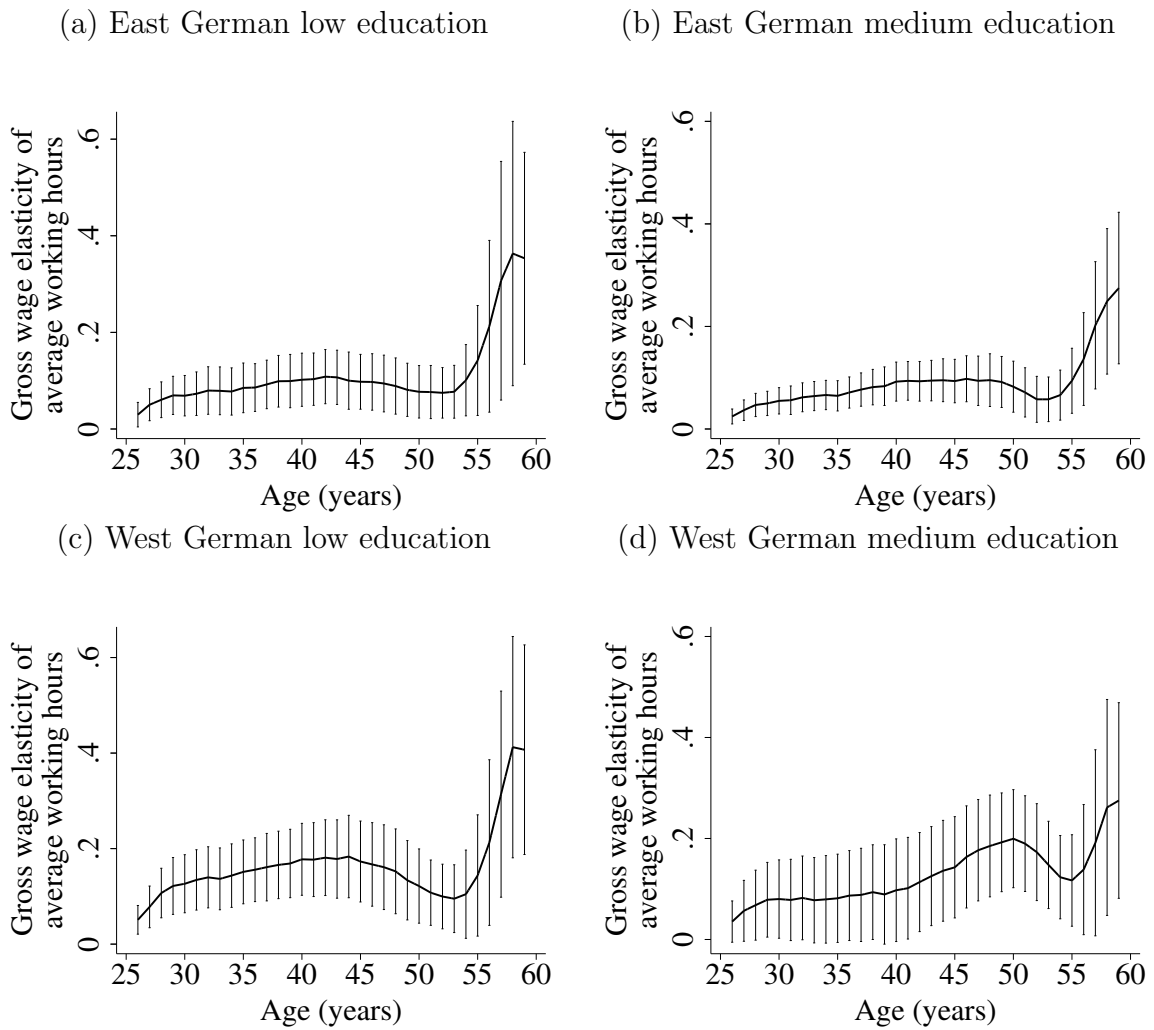 (a) East German low education
Gross wage elasticity of
average working hours
0 .2 .4 .6
25 30 35 40 45 50 55 60
Age (years)
(b) East German medium education
Gross wage elasticity of
average working hours
0 .2 .4 .6
25 30 35 40 45 50 55 60
Age (years)
(c) West German low education
Gross wage elasticity of
average working hours
0 .2 .4 .6
25 30 35 40 45 50 55 60
Age (years)
(d) West German medium education
Gross wage elasticity of
average working hours
0 .2 .4 .6
25 30 35 40 45 50 55 60
Age (years)